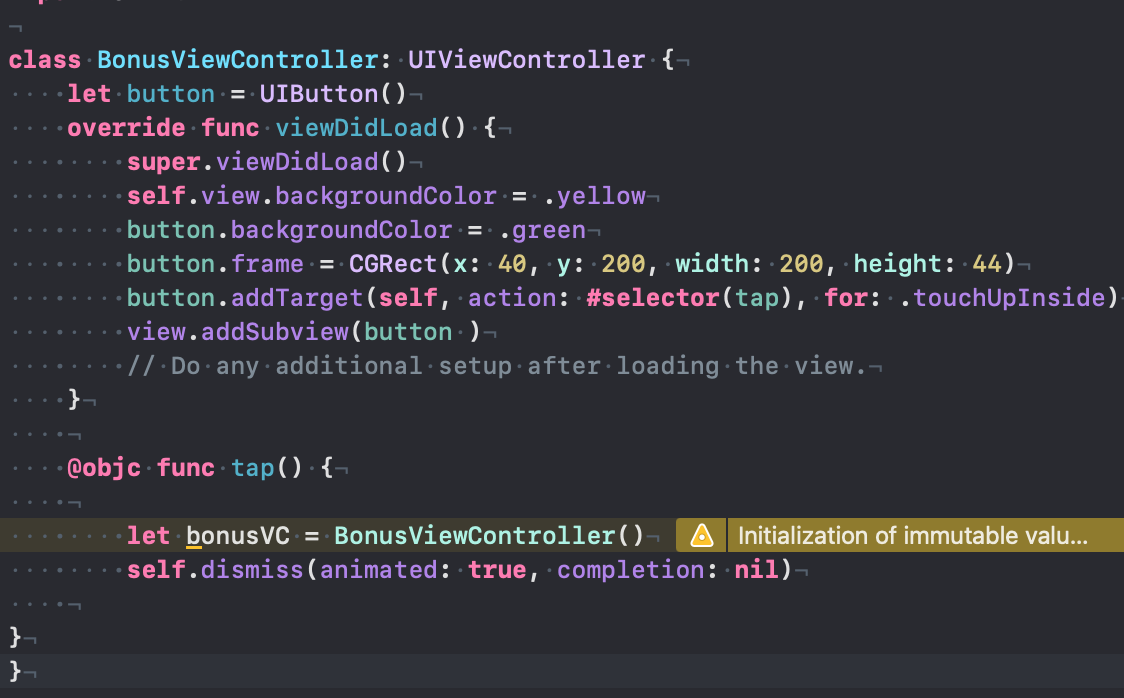 class BonusViewController: UIViewController {
let button = UIButton()
override func viewDidLoad() {
super.viewDidLoad()
self.view.backgroundColor = .yellow
button.backgroundColor = .green
button.frame = CGRect(x: 40, y: 200, width: 200, height: 44)
button.addTarget(self, action: #selector(tap), for: .touchUpInside)
view.addSubview(button )
// Do any additional setup after loading the view.
}
@objc func tap() {
let bonusVC = BonusViewController() Initialization of immutable valu...
self.dismiss(animated: true, completion: nil)
}
}